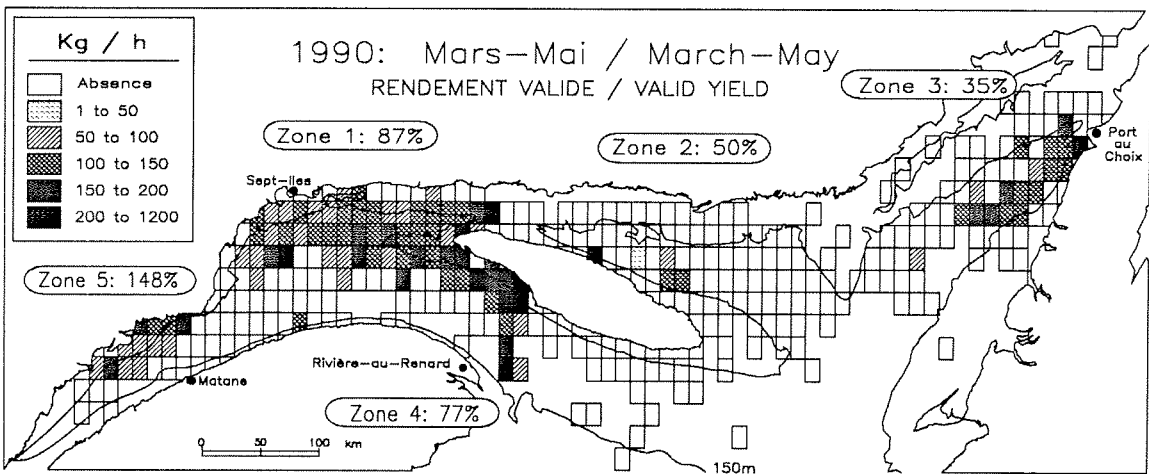 Kg / h
Absence
1 to 50
50 to 100
100 to 150
150 to 200
200 to 1200
1990: Mars-Mai / March-May
RENDEMENT VALIDE / VALID YIELD
Zone 3: 35%
Zone 1: 87%
Zone 2: 50%
Port
au
Choix
Sept-Iles
Zone 5: 148%
Rivière-au-Renard
Matane
Zone 4: 77%
0 50 100
km
150m